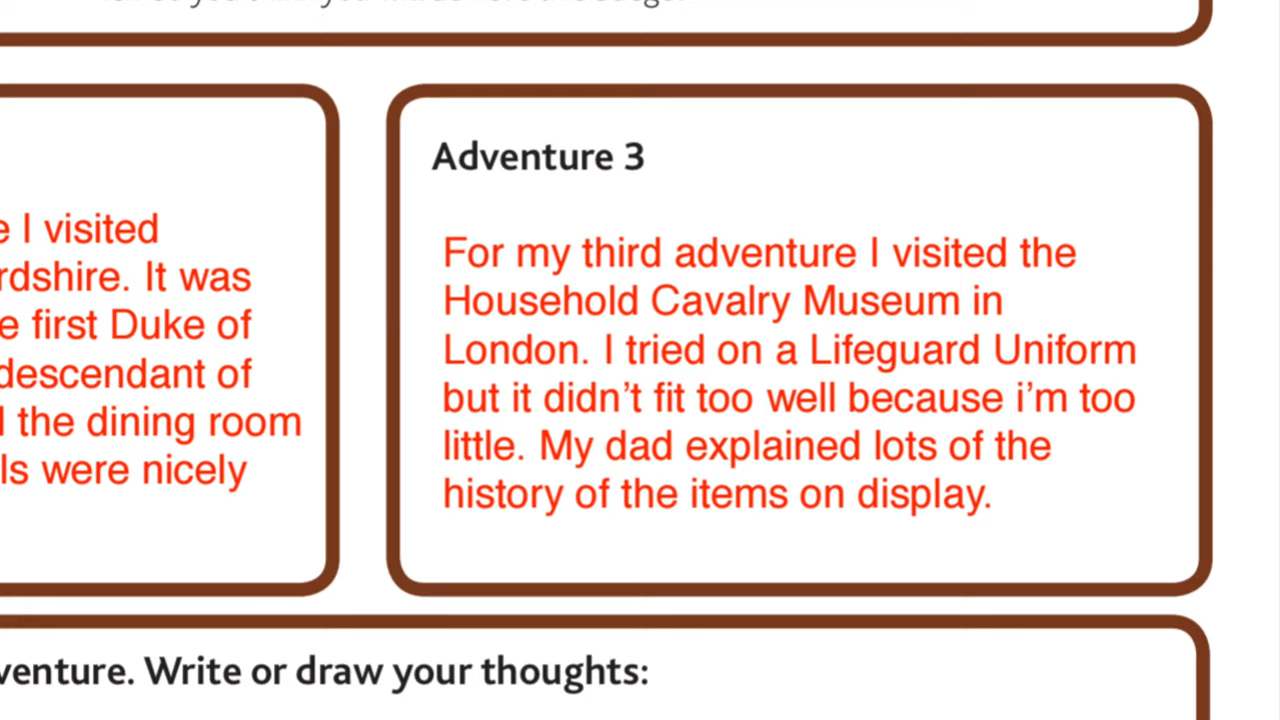 Adventure 3
e I visited
rdshire. It was
e first Duke of
descendant of
the dining room
ls were nicely
For my third adventure I visited the
Household Cavalry Museum in
London. I tried on a Lifeguard Uniform
but it didn’t fit too well because i’m too
little. My dad explained lots of the
history of the items on display.
venture. Write or draw your thoughts: